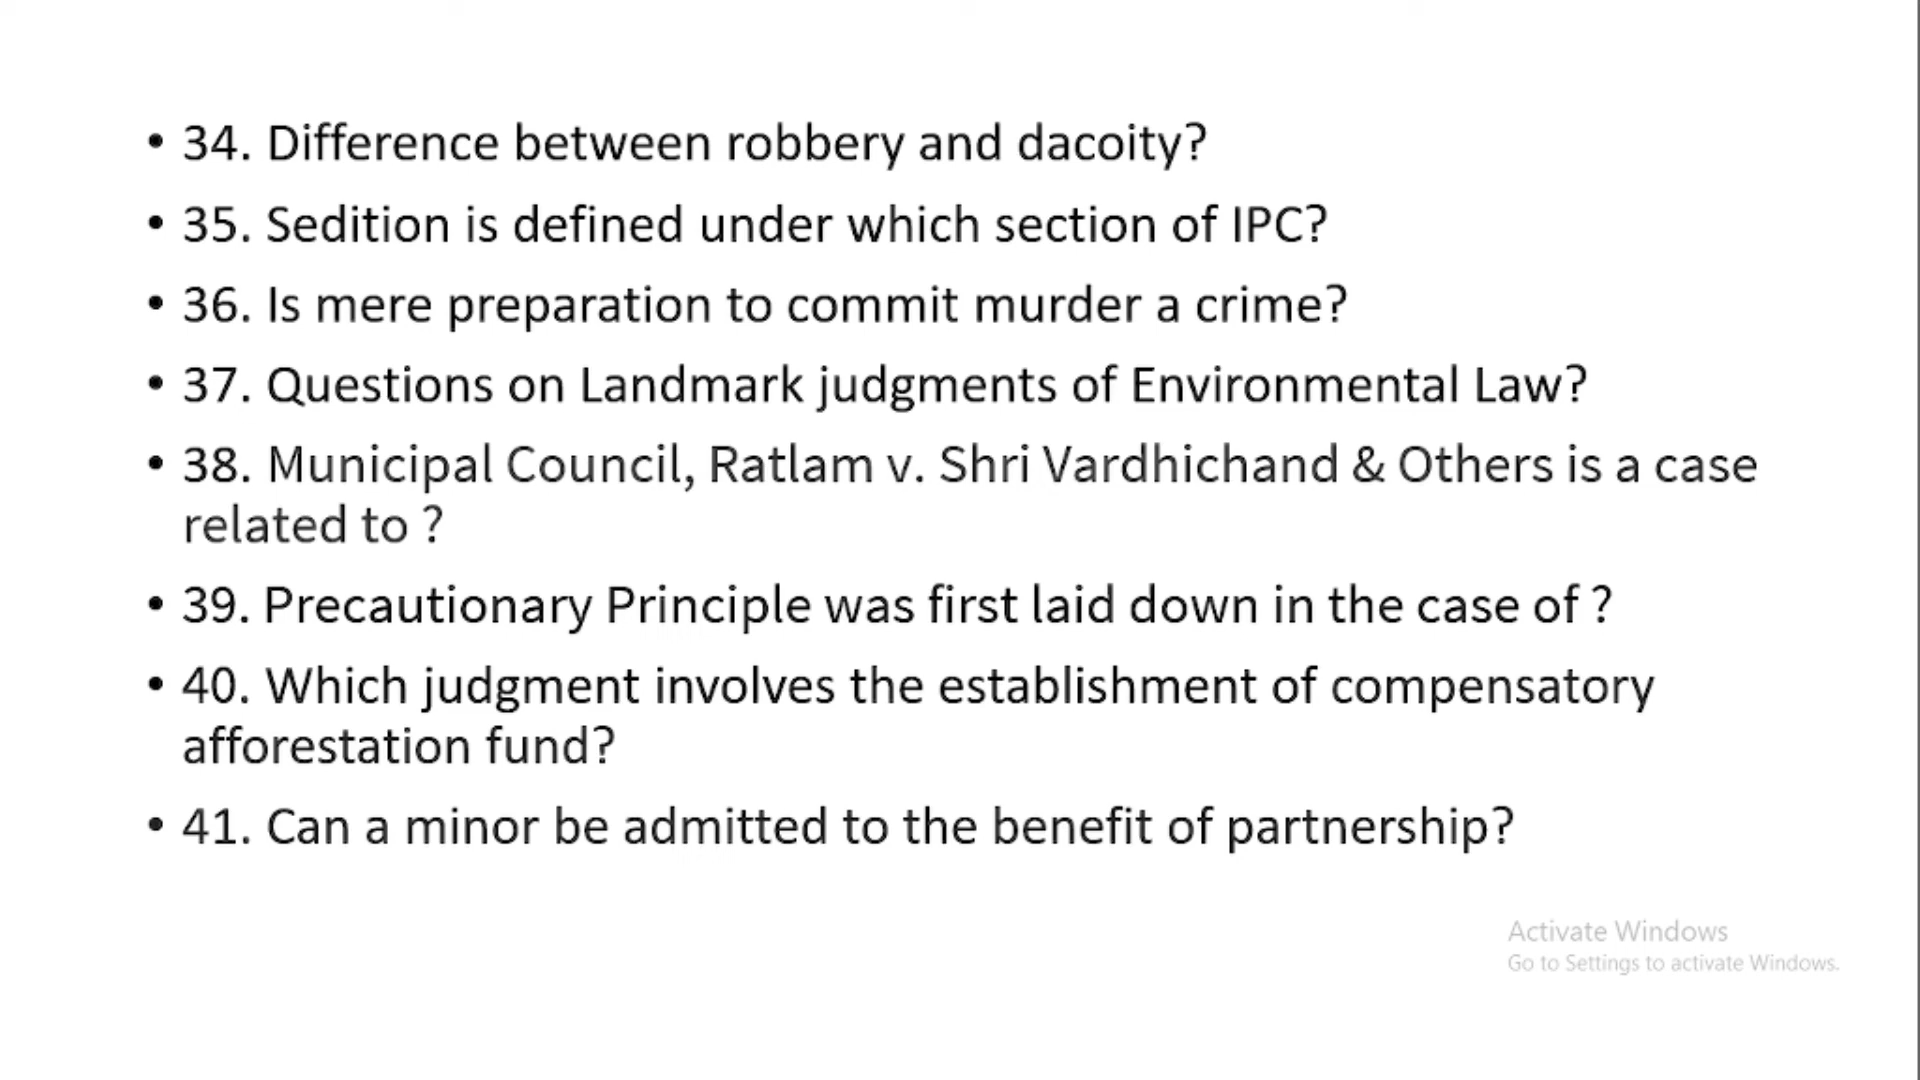 • 34. Difference between robbery and dacoity?
• 35. Sedition is defined under which section of IPC?
• 36. Is mere preparation to commit murder a crime?
• 37. Questions on Landmark judgments of Environmental Law?
• 38. Municipal Council, Ratlam v. Shri Vardhichand & Others is a case
related to ?
• 39. Precautionary Principle was first laid down in the case of ?
• 40. Which judgment involves the establishment of compensatory
afforestation fund?
• 41. Can a minor be admitted to the benefit of partnership?
Activate Windows
Go to Settings to activate Windows.